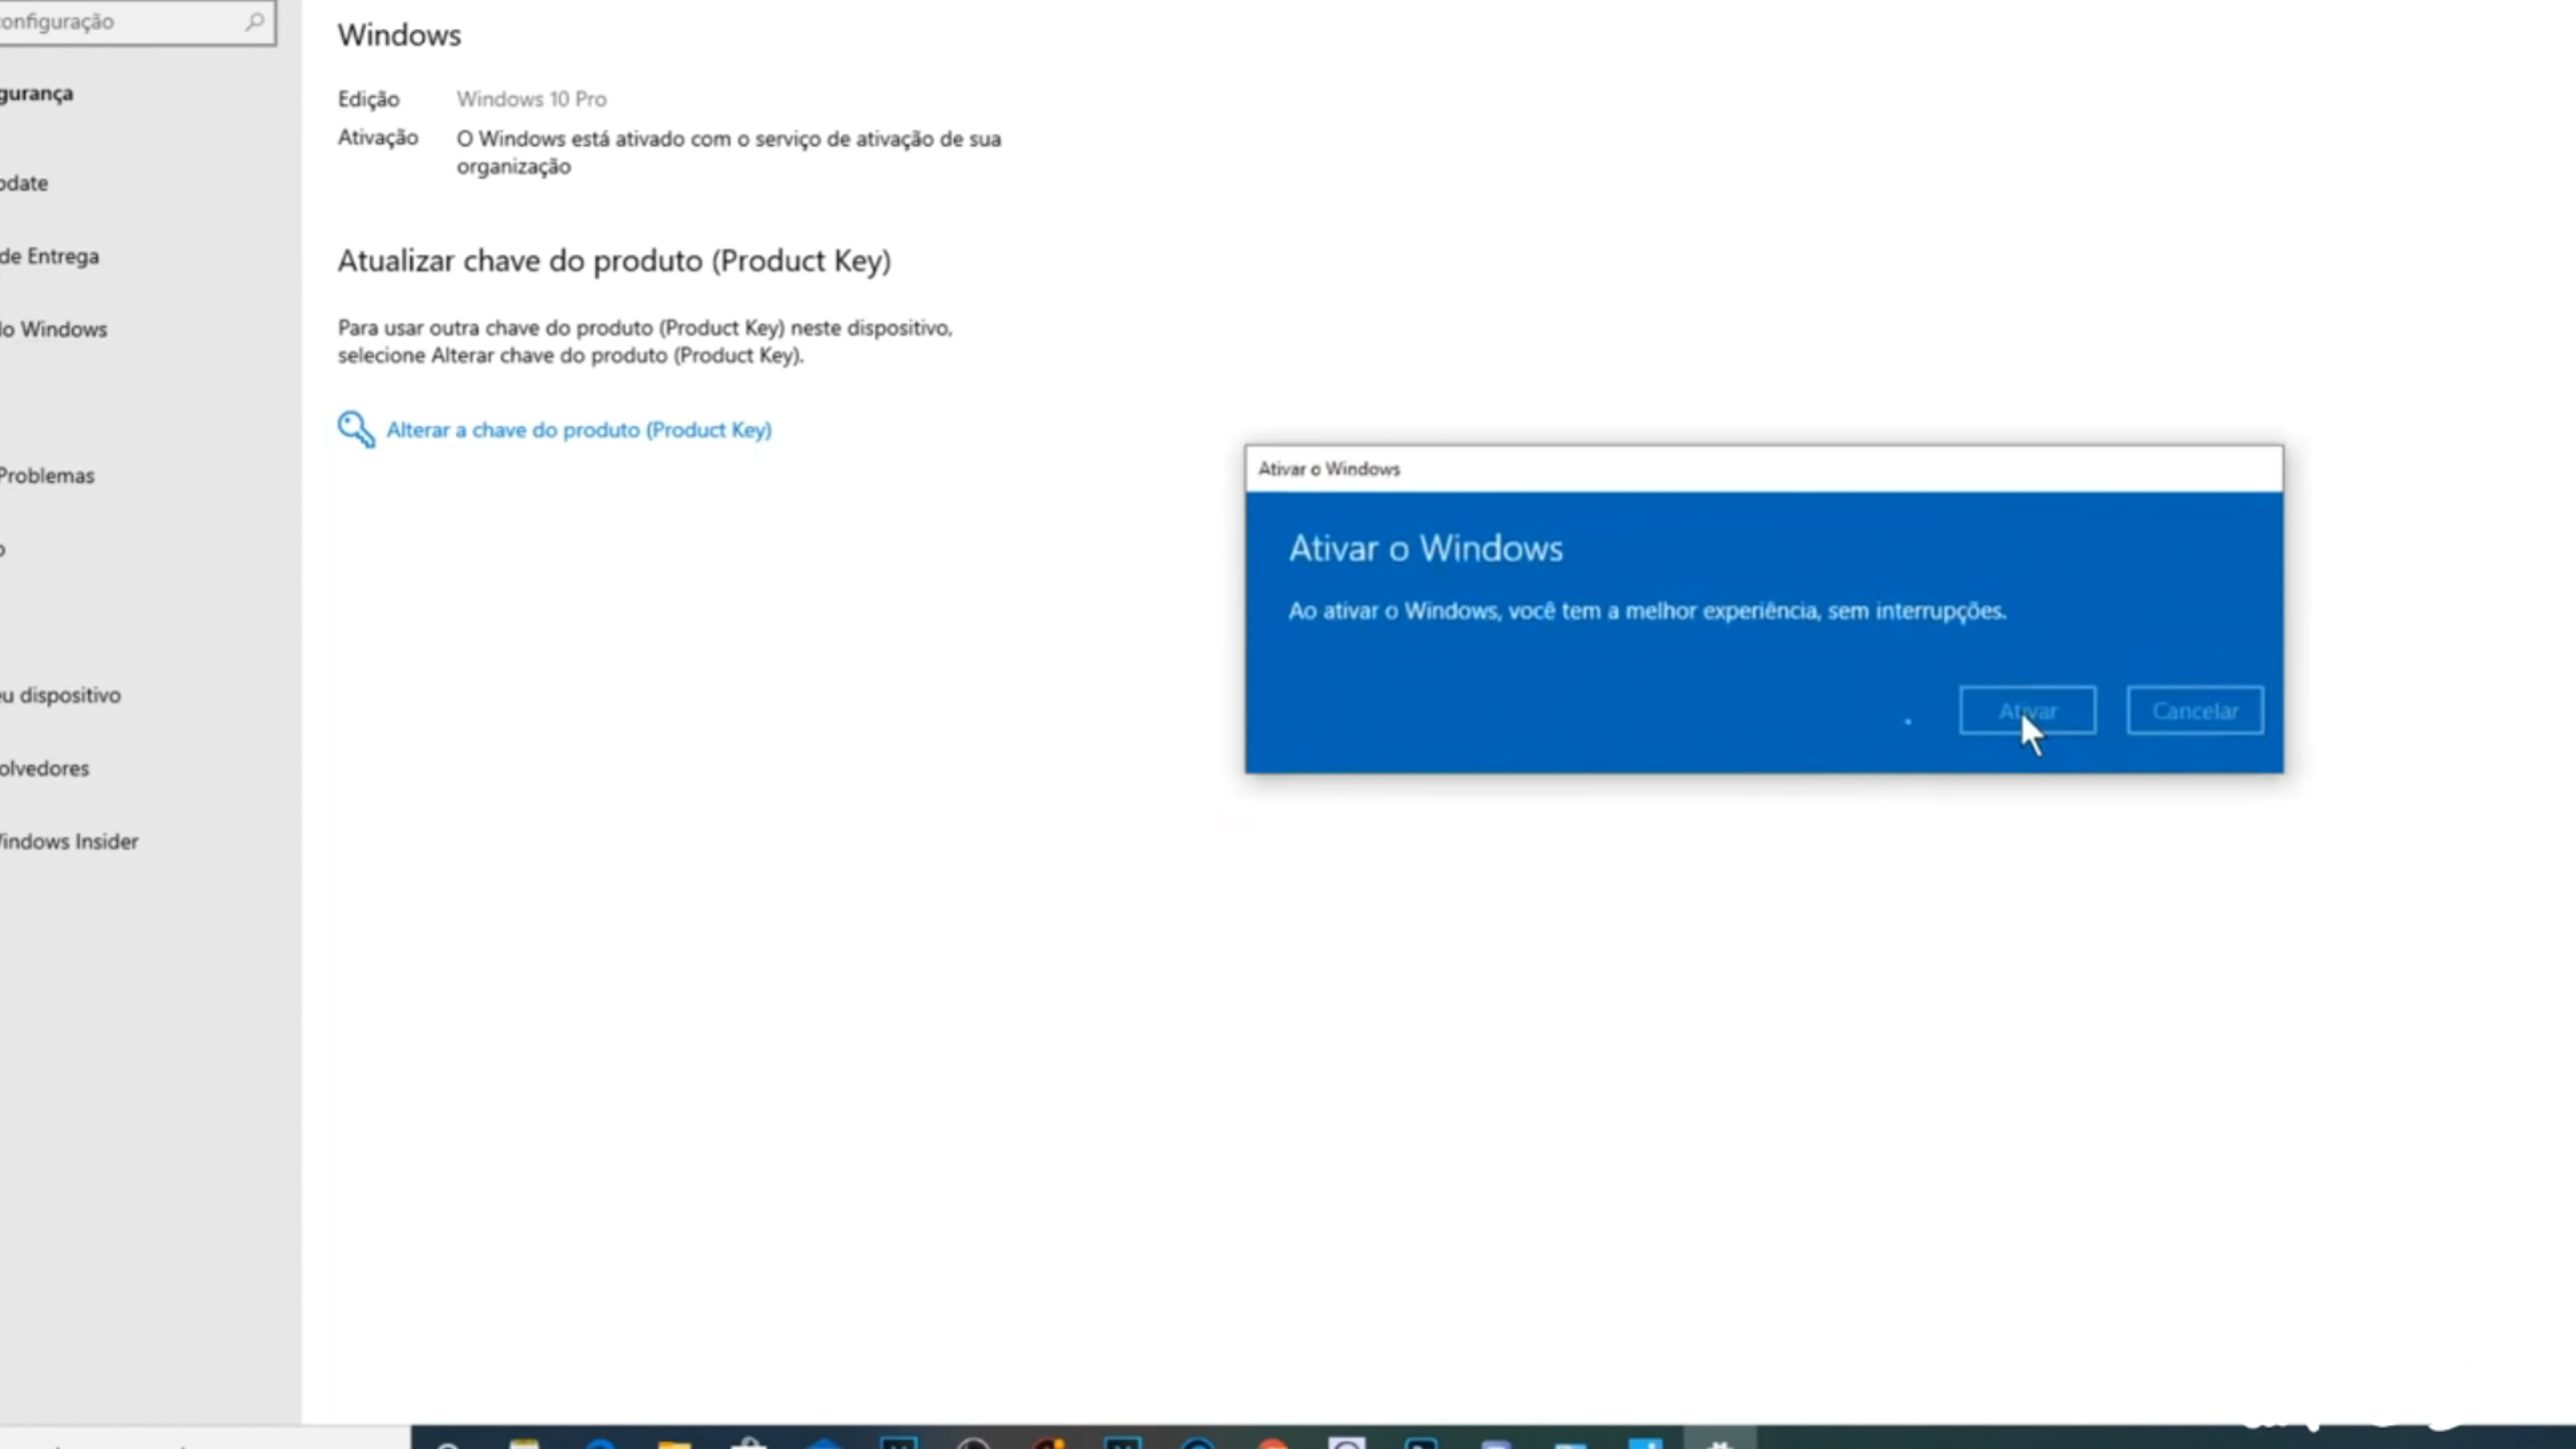 onfiguração
Windows
gurança
Edição Windows 10 Pro
Ativação O Windows está ativado com o serviço de ativação de sua
organização
pdate
de Entrega
Atualizar chave do produto (Product Key)
Para usar outra chave do produto (Product Key) neste dispositivo,
selecione Alterar chave do produto (Product Key).
lo Windows
Alterar a chave do produto (Product Key)
Problemas
o
eu dispositivo
olvedores
Windows Insider
Ativar o Windows
Ativar o Windows
Ao ativar o Windows, você tem a melhor experiência, sem interrupções.
Ativar Cancelar